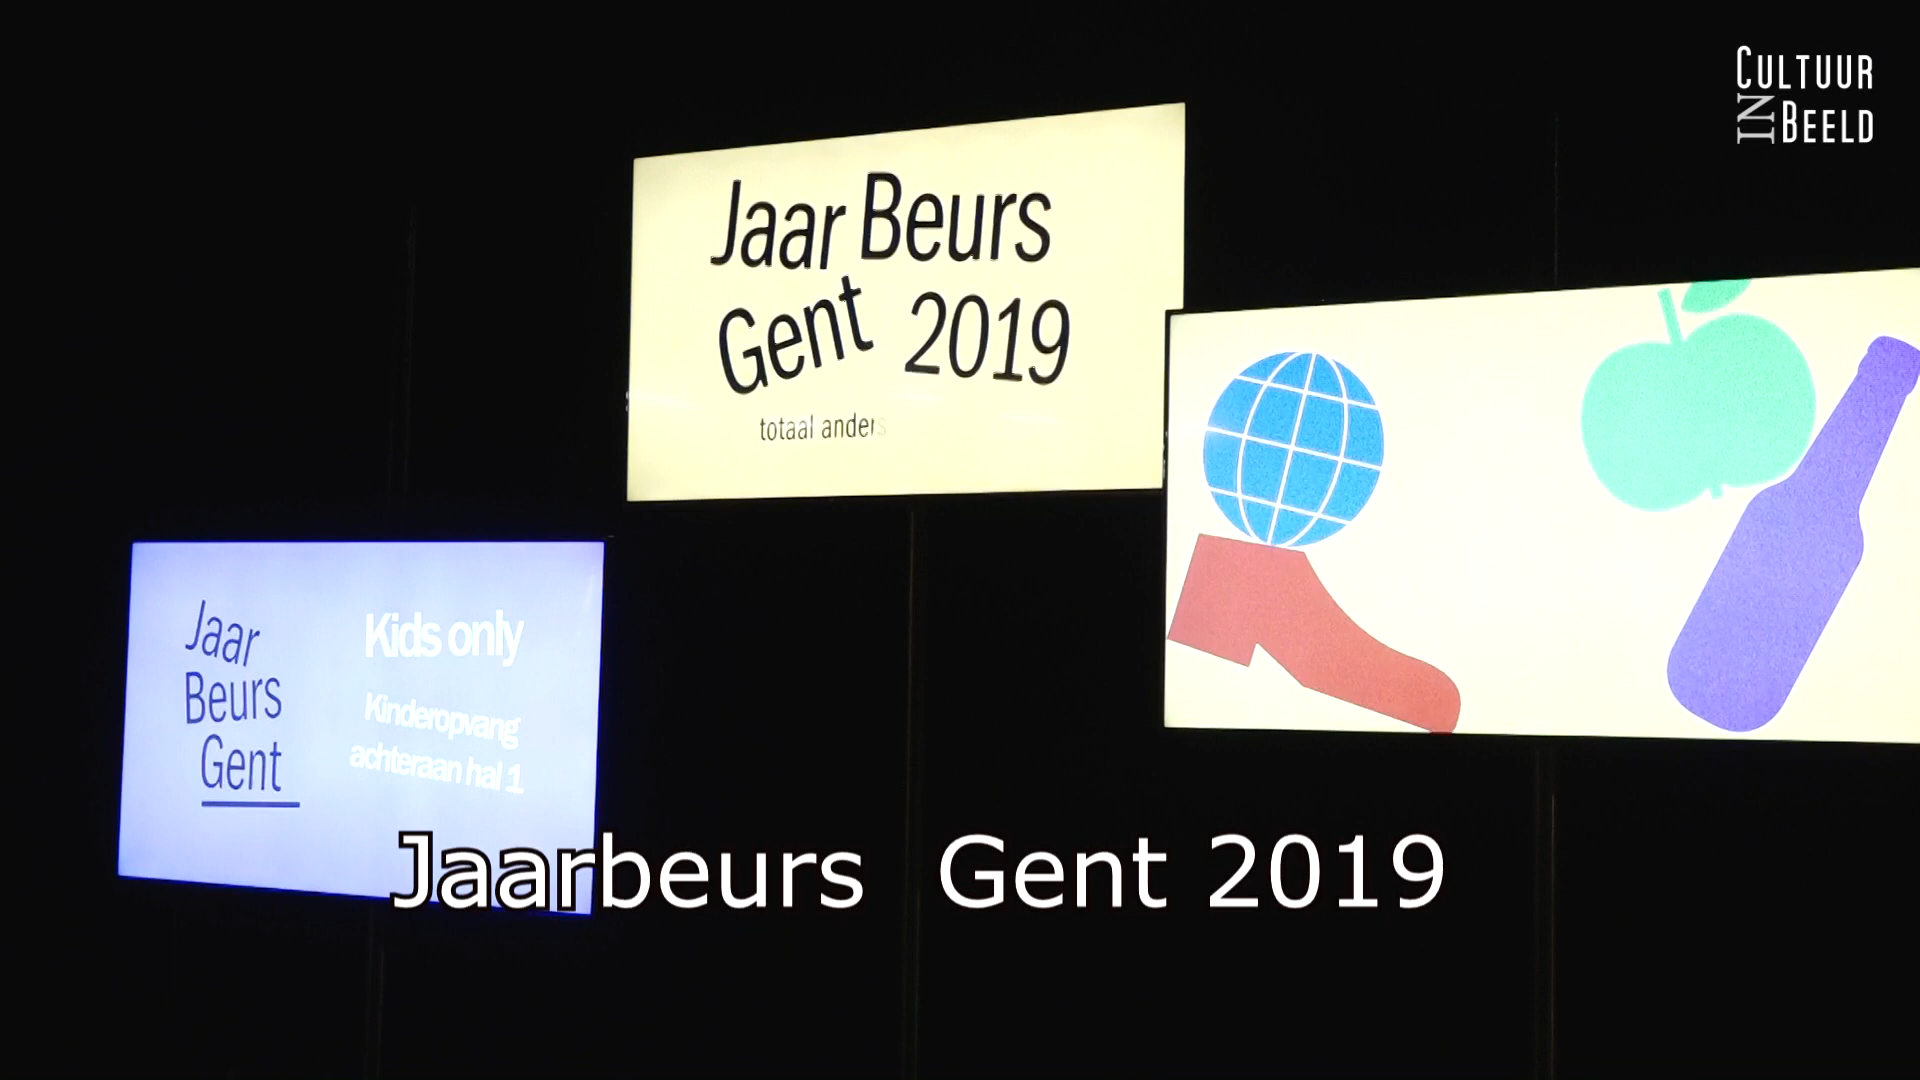 CULTUUR
IN BEELD
Jaar Beurs
Gent 2019
totaal anders
Jaar
Beurs
Gent
Kids only
Kinderopvang
achteraan hal 1
Jaarbeurs Gent 2019